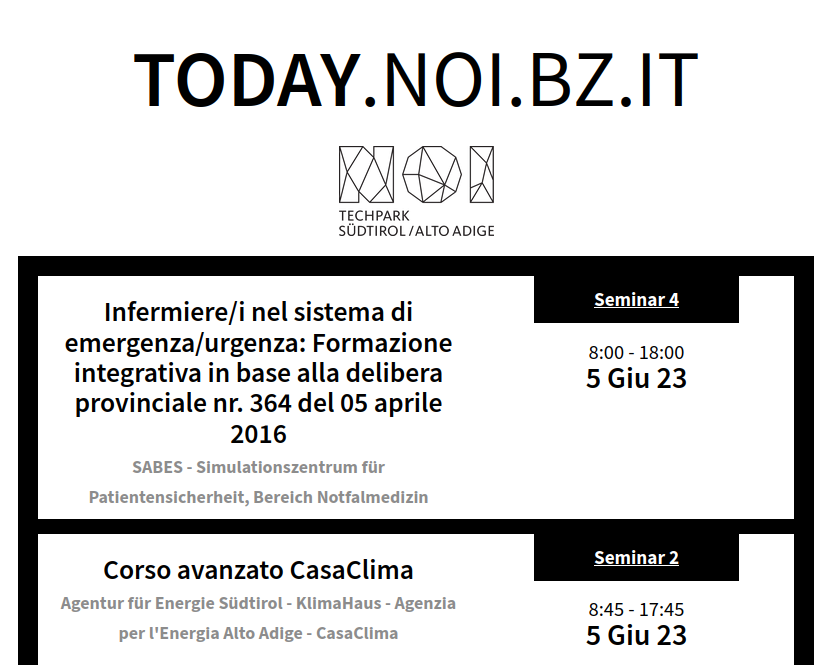 TODAY.NOI.BZ.IT
NOI
TECHPARK
SÜDTIROL / ALTO ADIGE
Infermiere/i nel sistema di
emergenza/urgenza: Formazione
integrativa in base alla delibera
provinciale nr. 364 del 05 aprile
2016
SABES - Simulationszentrum für
Patientensicherheit, Bereich Notfalmedizin
Seminar 4
8:00 - 18:00
5 Giu 23
Corso avanzato CasaClima
Agentur für Energie Südtirol - KlimaHaus - Agenzia
per l'Energia Alto Adige - CasaClima
Seminar 2
8:45 - 17:45
5 Giu 23